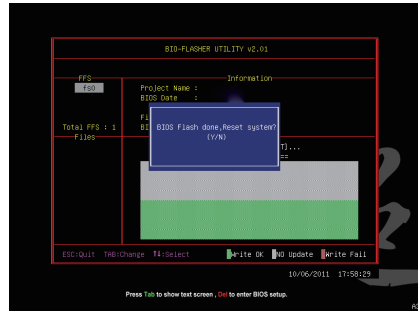 BIO-FLASHER UTILITY V2.01
FFS
Information
fs0
Project Name :
BIOS Date :
Total FFS : 1
Files
BIOS Flash done,Reset system?
(Y/N)
T]...
==
ESC:Quit TAB:Change ↑↓:Select
Write OK
NO Update
Write Fail
10/06/2011 17:58:29
Press Tab to show text screen , Del to enter BIOS setup.